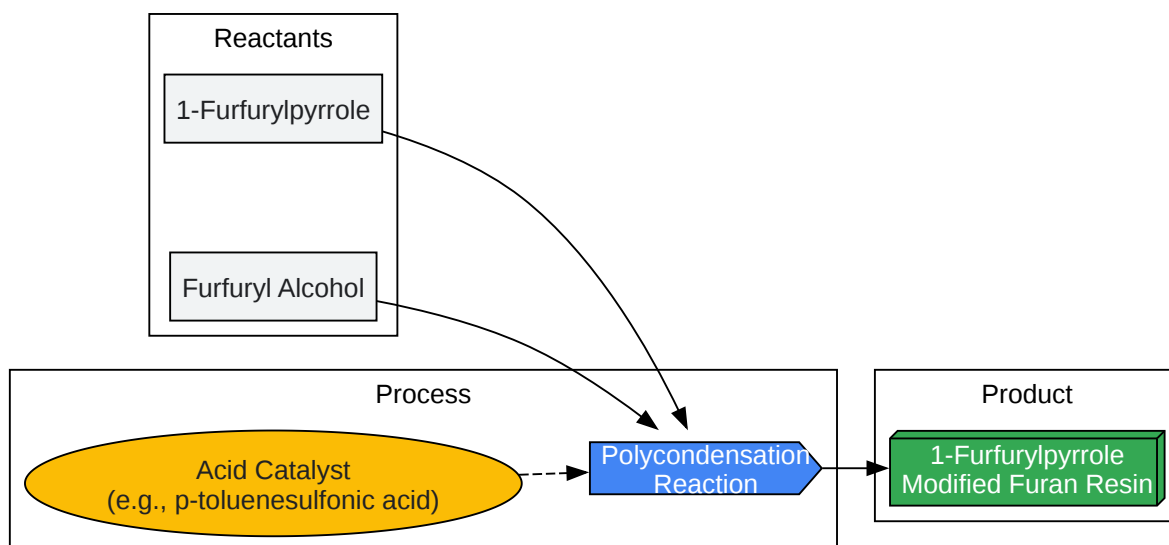 Reactants
1-Furfurylpyrrole
Furfuryl Alcohol
Process
Acid Catalyst
(e.g., p-toluenesulfonic acid)
Polycondensation
Reaction
Product
1-Furfurylpyrrole
Modified Furan Resin